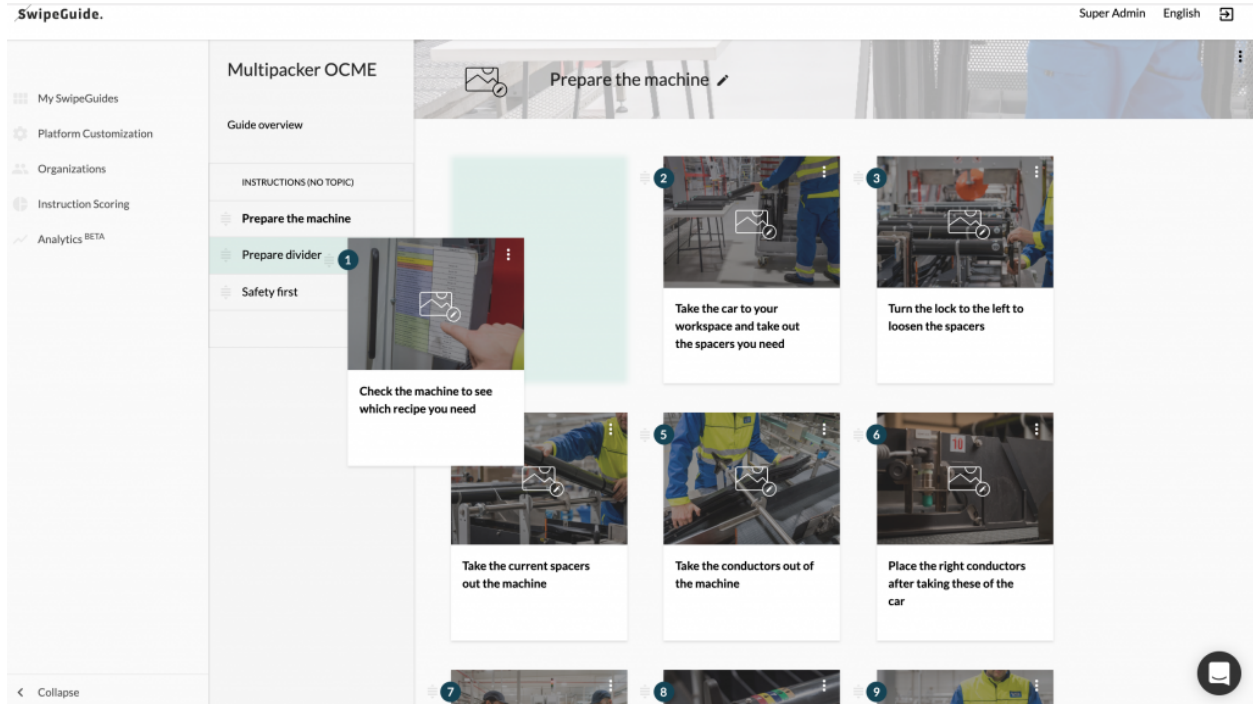 SwipeGuide.
Super Admin English
My SwipeGuides
Platform Customization
Organizations
Instruction Scoring
Analytics BETA
Collapse
Multipacker OCME
Guide overview
INSTRUCTIONS (NO TOPIC)
Prepare the machine
Prepare divider
Safety first
Prepare the machine
1
Check the machine to see
which recipe you need
2
Take the car to your
workspace and take out
the spacers you need
3
Turn the lock to the left to
loosen the spacers
Take the current spacers
out the machine
5
Take the conductors out of
the machine
6
10
Place the right conductors
after taking these of the
car
7
8
9